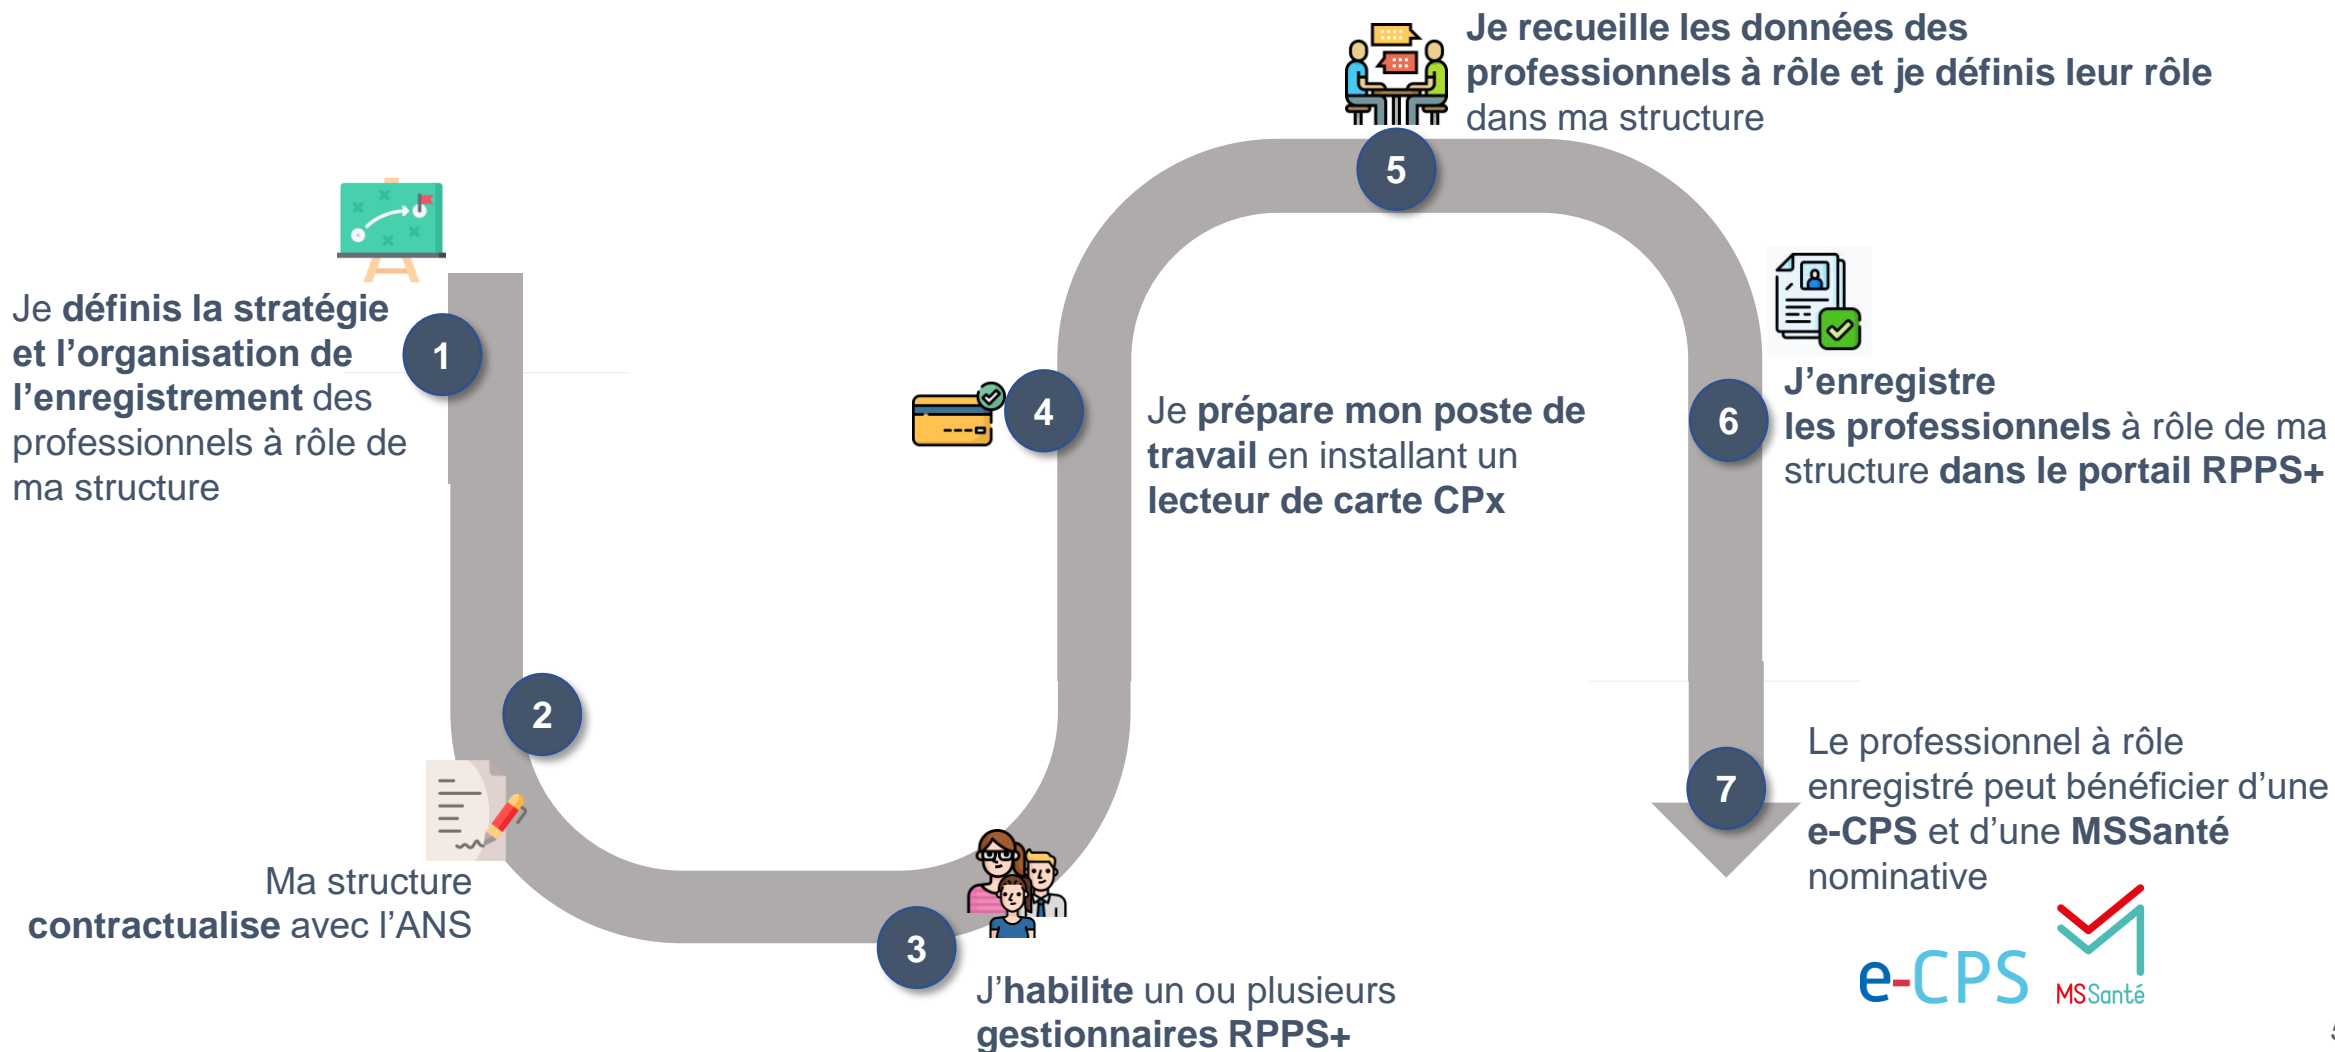 1
Je définis la stratégie
et l’organisation de
l’enregistrement des
professionnels à rôle de
ma structure
2
Ma structure
contractualise avec l’ANS
3
J’habilite un ou plusieurs
gestionnaires RPPS+
4
Je prépare mon poste de
travail en installant un
lecteur de carte CPx
5
Je recueille les données des
professionnels à rôle et je définis leur rôle
dans ma structure
6
J’enregistre
les professionnels à rôle de ma
structure dans le portail RPPS+
7
Le professionnel à rôle
enregistré peut bénéficier d’une
e-CPS et d’une MSSanté
nominative
e-CPS
MSSanté